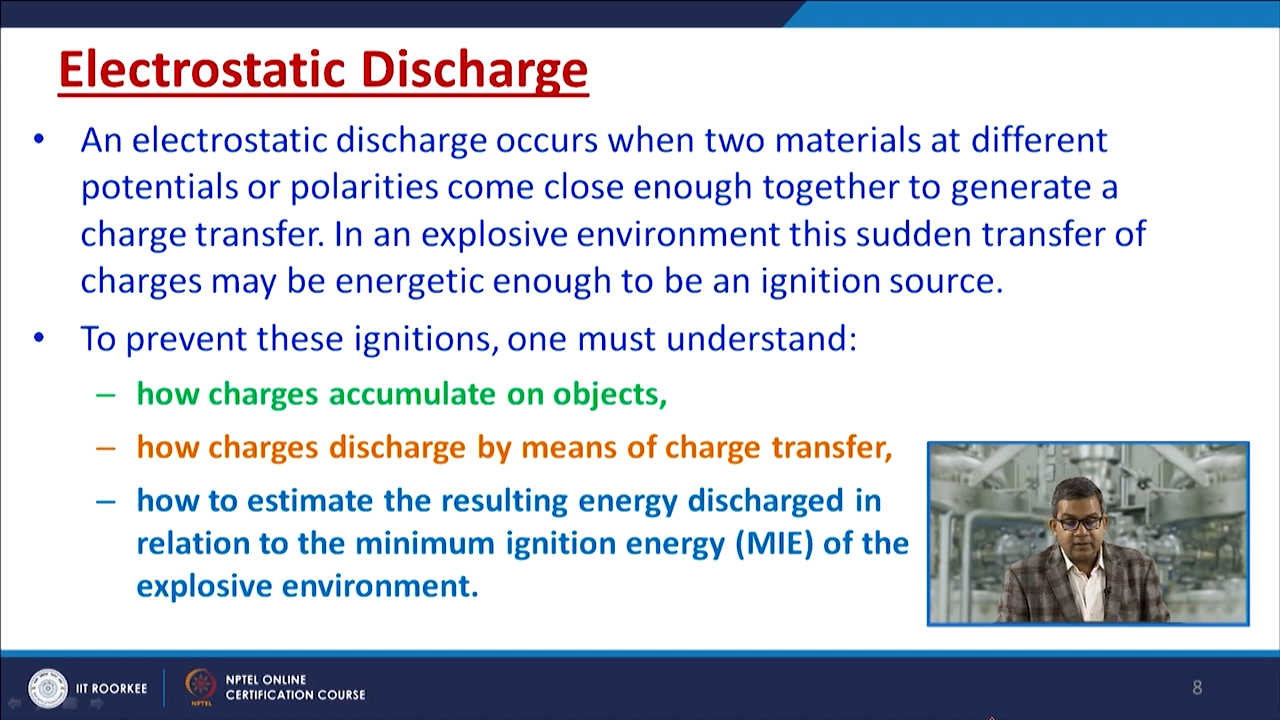 Electrostatic Discharge
• An electrostatic discharge occurs when two materials at different
potentials or polarities come close enough together to generate a
charge transfer. In an explosive environment this sudden transfer of
charges may be energetic enough to be an ignition source.
• To prevent these ignitions, one must understand:
– how charges accumulate on objects,
– how charges discharge by means of charge transfer,
– how to estimate the resulting energy discharged in
relation to the minimum ignition energy (MIE) of the
explosive environment.
IIT ROORKEE
NPTEL
NPTEL ONLINE
CERTIFICATION COURSE
8